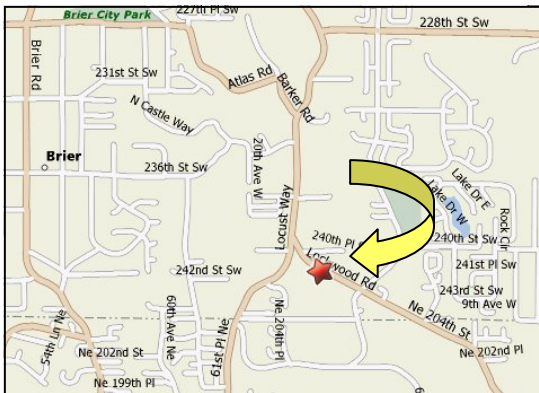 Brier City Park
227th Pl Sw
228th St Sw
Brier Rd
231st St Sw
Atlas Rd
Barker Rd
N Castle Way
Brier
236th St Sw
20th Ave W
Locust Way
Lake Dr E
Lake Dr W
Rock Clr
240th Pl S
240th St Sw
Lockwood Rd
241st Pl Sw
242nd St Sw
243rd St Sw
9th Ave W
60th Ave Ne
61st Pl Ne
Ne 204th Pl
Ne 204th St
54th Ln Ne
Ne 202nd St
Ne 202nd Pl
Ne 199th Pl
6